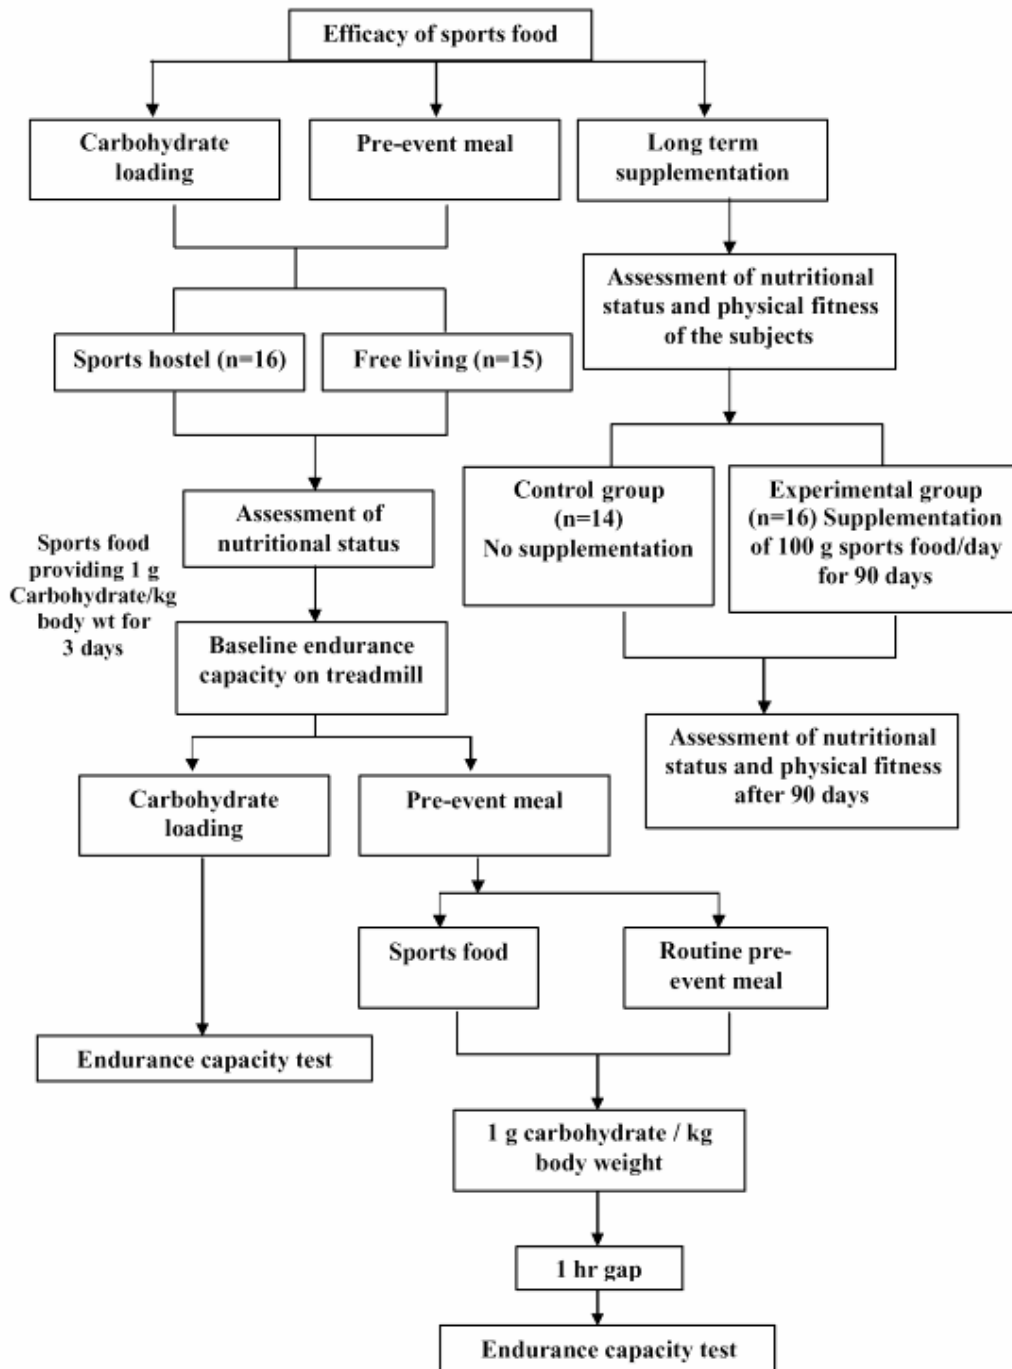 Efficacy of sports food
Carbohydrate
loading
Pre-event meal
Long term
supplementation
Assessment of nutritional
status and physical fitness
of the subjects
Sports hostel (n=16)
Free living (n=15)
Control group
(n=14)
No supplementation
Experimental group
(n=16) Supplementation
of 100 g sports food/day
for 90 days
Assessment of
nutritional status
Sports food
providing 1 g
Carbohydrate/kg
body wt for
3 days
Baseline endurance
capacity on treadmill
Assessment of nutritional
status and physical fitness
after 90 days
Carbohydrate
loading
Pre-event meal
Sports food
Routine pre-
event meal
Endurance capacity test
1 g carbohydrate / kg
body weight
1 hr gap
Endurance capacity test